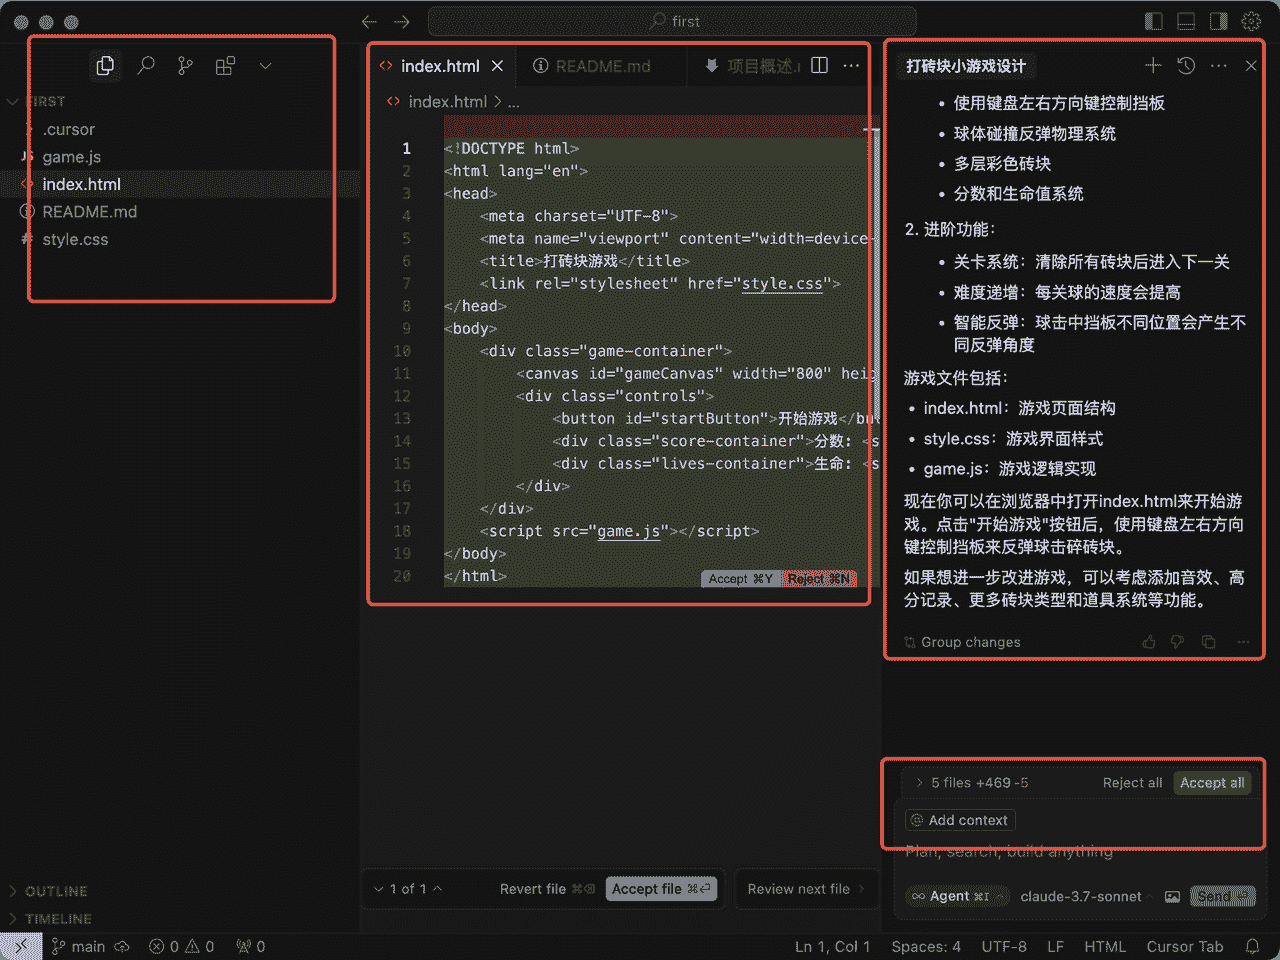 first
FIRST
.cursor
game.js
index.html
README.md
style.css
OUTLINE
TIMELINE
index.html
README.md
项目概述.
index.html > ...
1 <!DOCTYPE html>
2 <html lang="en">
3 <head>
4 <meta charset="UTF-8">
5 <meta name="viewport" content="width=device-
6 <title>打砖块游戏</title>
7 <link rel="stylesheet" href="style.css">
8 </head>
9 <body>
10 <div class="game-container">
11 <canvas id="gameCanvas" width="800" heig
12 <div class="controls">
13 <button id="startButton">开始游戏</but
14 <div class="score-container">分数: <s
15 <div class="lives-container">生命: <s
16 </div>
17 </div>
18 <script src="game.js"></script>
19 </body>
20 </html>
Accept ⌘Y Reject ⌘N
1 of 1
Revert file ⌘⌫
Accept file ⌘⏎
Review next file
打砖块小游戏设计
• 使用键盘左右方向键控制挡板
• 球体碰撞反弹物理系统
• 多层彩色砖块
• 分数和生命值系统
2. 进阶功能：
• 关卡系统：清除所有砖块后进入下一关
• 难度递增：每关球的速度会提高
• 智能反弹：球击中挡板不同位置会产生不
同反弹角度
游戏文件包括：
• index.html：游戏页面结构
• style.css：游戏界面样式
• game.js：游戏逻辑实现
现在你可以在浏览器中打开index.html来开始游
戏。点击"开始游戏"按钮后，使用键盘左右方向
键控制挡板来反弹球击碎砖块。
如果想进一步改进游戏，可以考虑添加音效、高
分记录、更多砖块类型和道具系统等功能。
Group changes
5 files +469 -5
Reject all
Accept all
@ Add context
Plan, search, build anything
∞ Agent ⌘I
claude-3.7-sonnet
Send ⏎
main
0 0
0
Ln 1, Col 1
Spaces: 4
UTF-8
LF
HTML
Cursor Tab